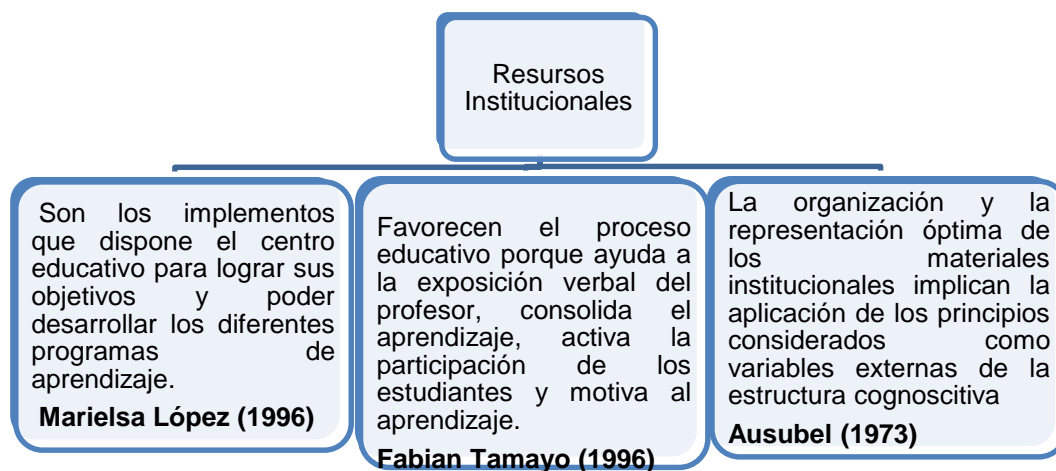 Resursos
Institucionales
Son los implementos
que dispone el centro
educativo para lograr sus
objetivos y poder
desarrollar los diferentes
programas de
aprendizaje.
Marielsa López (1996)
Favorecen el proceso
educativo porque ayuda a
la exposición verbal del
profesor, consolida el
aprendizaje, activa la
participación de los
estudiantes y motiva al
aprendizaje.
Fabian Tamayo (1996)
La organización y la
representación óptima de
los materiales
institucionales implican la
aplicación de los principios
considerados como
variables externas de la
estructura cognoscitiva
Ausubel (1973)